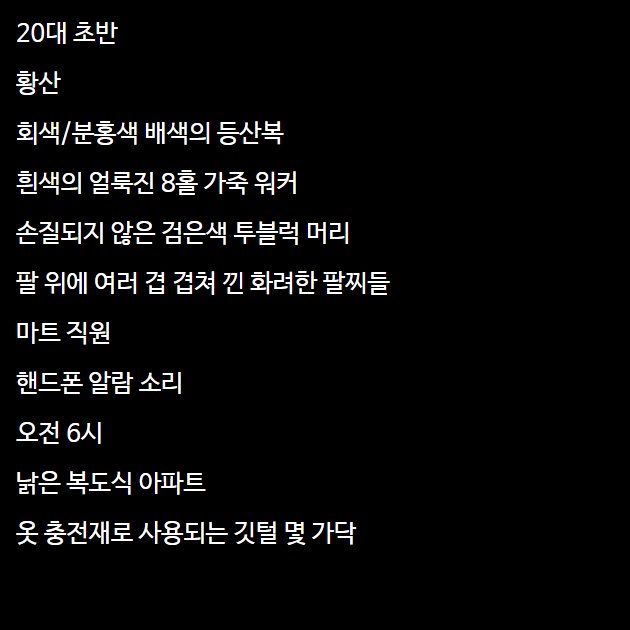 20대 초반
황산
회색/분홍색 배색의 등산복
흰색의 얼룩진 8홀 가죽 워커
손질되지 않은 검은색 투블럭 머리
팔 위에 여러 겹 겹쳐 낀 화려한 팔찌들
마트 직원
핸드폰 알람 소리
오전 6시
낡은 복도식 아파트
옷 충전재로 사용되는 깃털 몇 가닥